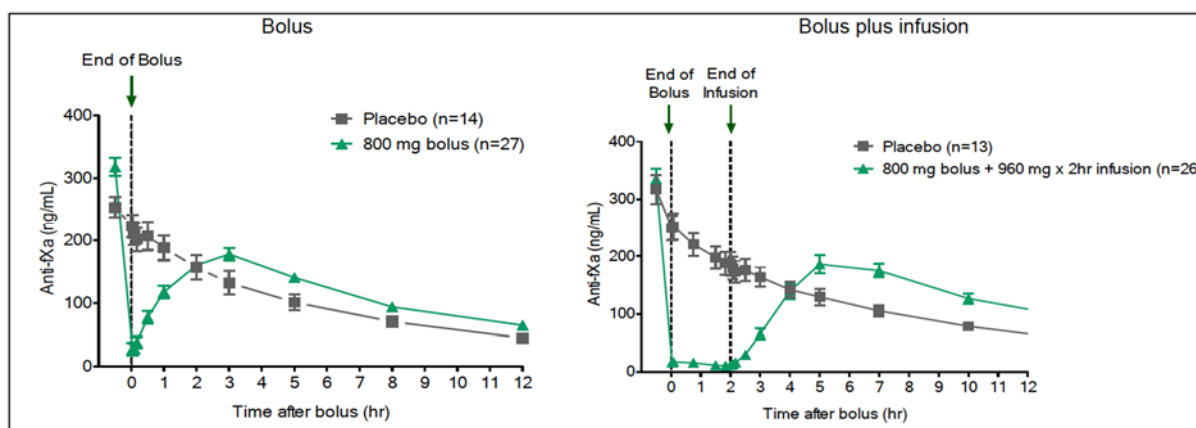 Bolus
End of Bolus
Placebo (n=14)
800 mg bolus (n=27)
400
300
200
100
0
Anti-fXa (ng/mL)
0 1 2 3 4 5 6 7 8 9 10 11 12
Time after bolus (hr)
Bolus plus infusion
End of
Bolus
End of
Infusion
Placebo (n=13)
800 mg bolus + 960 mg x 2hr infusion (n=26
400
300
200
100
0
Anti-fXa (ng/mL)
0 1 2 3 4 5 6 7 8 9 10 11 12
Time after bolus (hr)